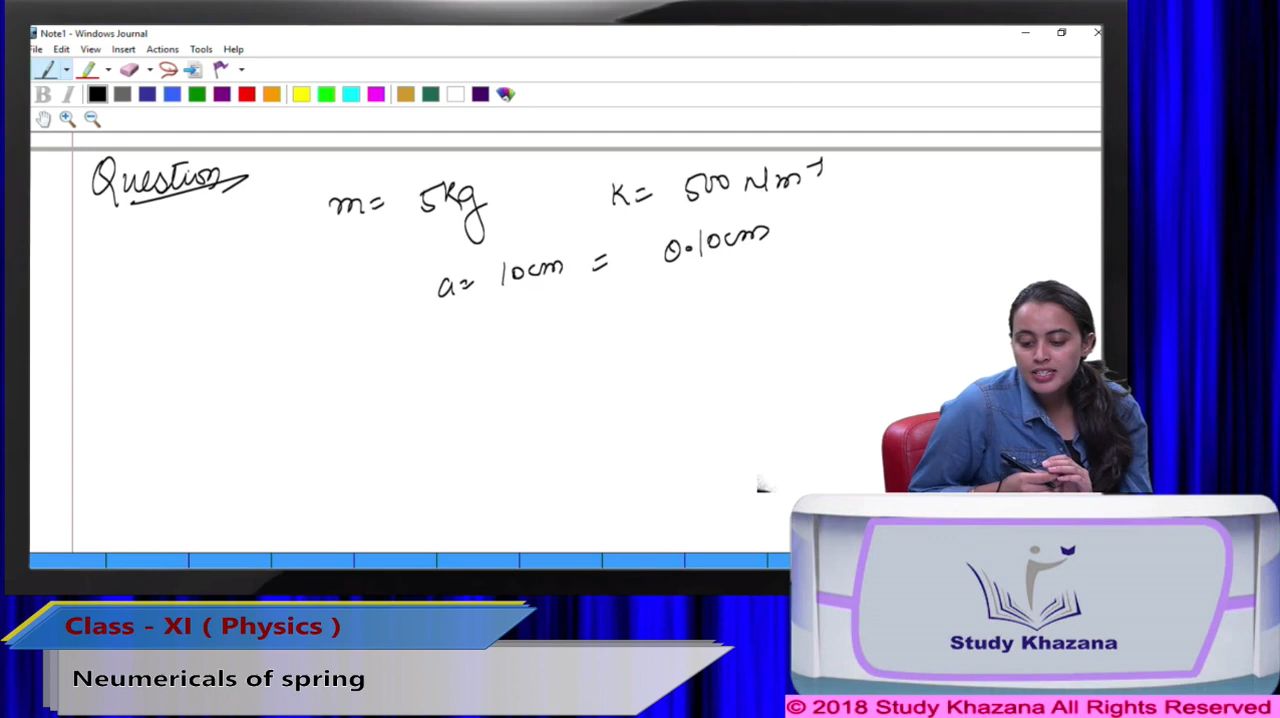 Note1 - Windows Journal
File Edit View Insert Actions Tools Help
B I
Question
m= 5Kg K= 500 N/m⁻¹
a= 10cm = 0.10cm
Study Khazana
Class - XI ( Physics )
Neumericals of spring
© 2018 Study Khazana All Rights Reserved